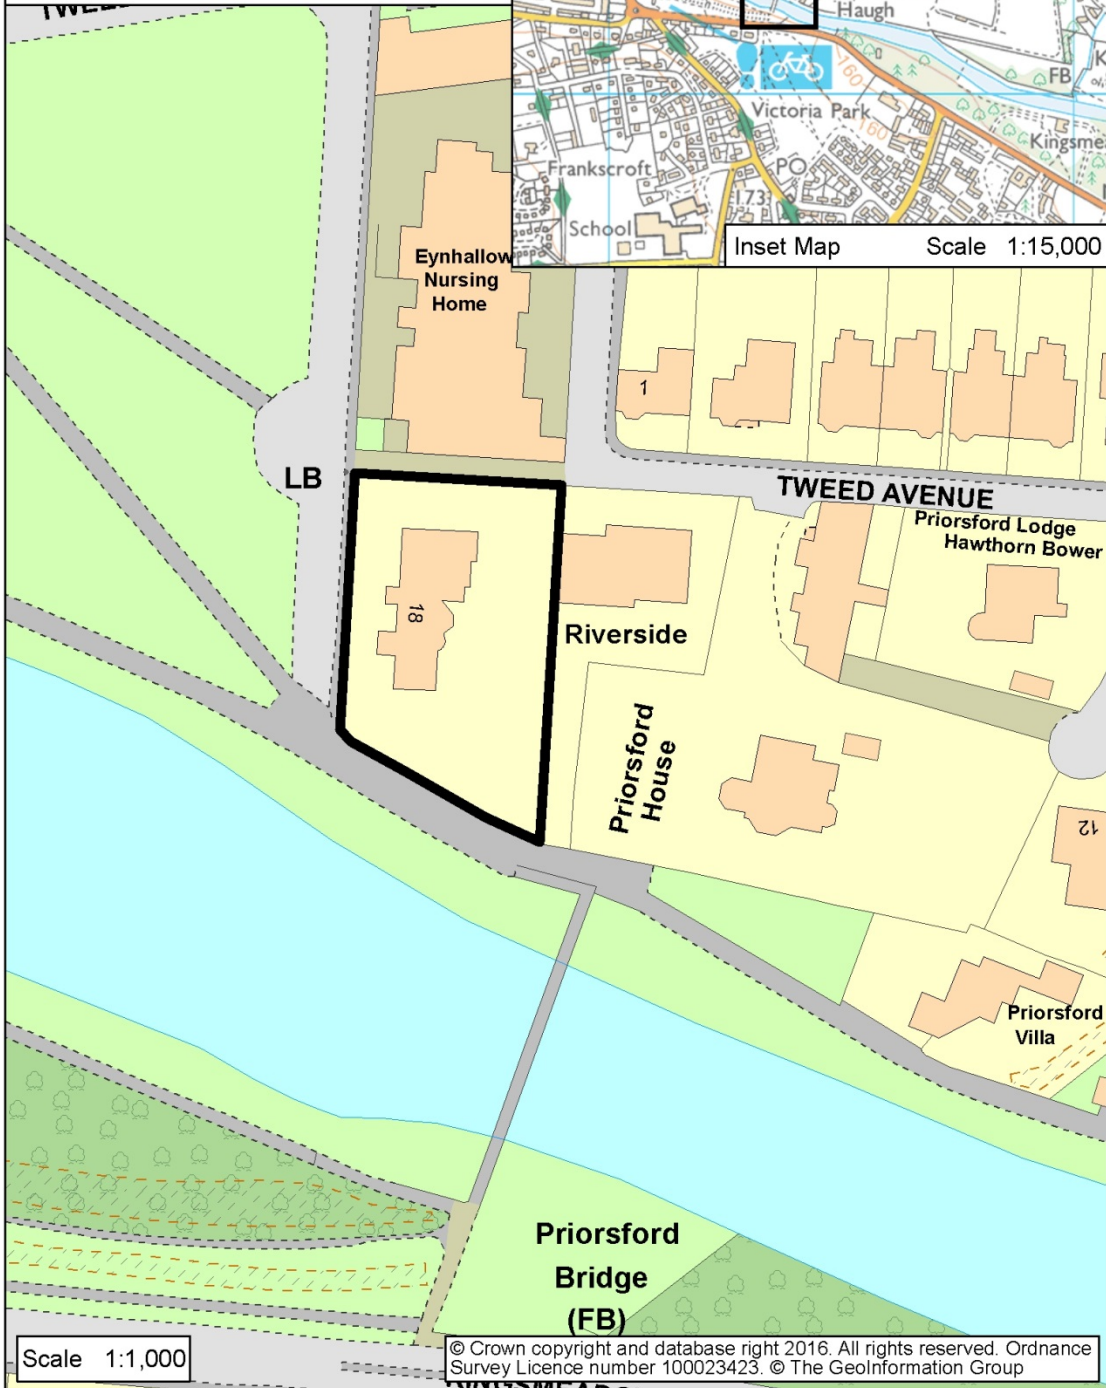 Haugh
FB
160
Victoria Park
160
Kingsme
Frankscroft
PO
173
School
Inset Map Scale 1:15,000
Eynhallow
Nursing
Home
1
LB
TWEED AVENUE
Priorsford Lodge
Hawthorn Bower
18
Riverside
Priorsford
House
12
Priorsford
Villa
Priorsford
Bridge
(FB)
Scale 1:1,000
© Crown copyright and database right 2016. All rights reserved. Ordnance
Survey Licence number 100023423. © The GeoInformation Group